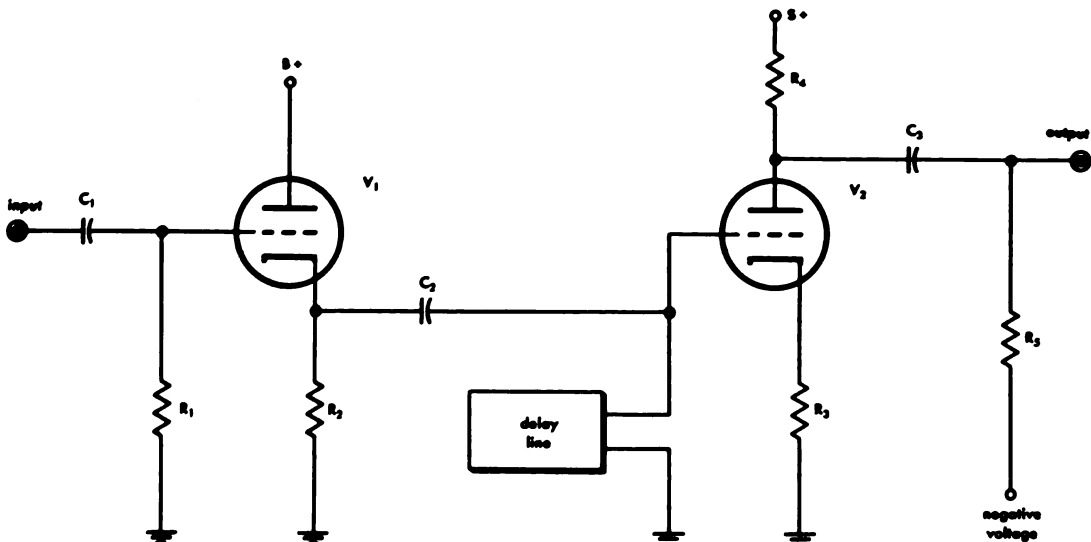 S+
R₄
B+
C₃
output
V₁
V₂
C₁
input
C₂
R₅
R₁
R₂
delay
line
R₃
negative
voltage